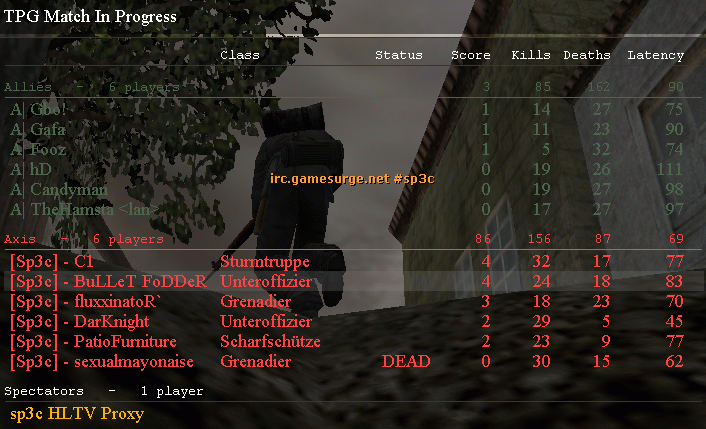 TPG Match In Progress
Class Status Score Kills Deaths Latency
Allies - 6 players 3 85 162 90
A| Gbo! 1 14 27 75
A| Gafa 1 11 23 90
A| Fooz 1 5 32 74
A| hD 0 19 26 111
irc.gamesurge.net #sp3c
A| Candyman 0 19 27 98
A| TheHamsta <lan> 0 17 27 97
Axis - 6 players 86 156 87 69
[Sp3c] - C1 Sturmtruppe 4 32 17 77
[Sp3c] - BuLLeT FoDDeR Unteroffizier 4 24 18 83
[Sp3c] - fluxxinatoR` Grenadier 3 18 23 70
[Sp3c] - DarKnight Unteroffizier 2 29 5 45
[Sp3c] - PatioFurniture Scharfschütze 2 23 9 77
[Sp3c] - sexualmayonaise Grenadier DEAD 0 30 15 62
Spectators - 1 player
sp3c HLTV Proxy